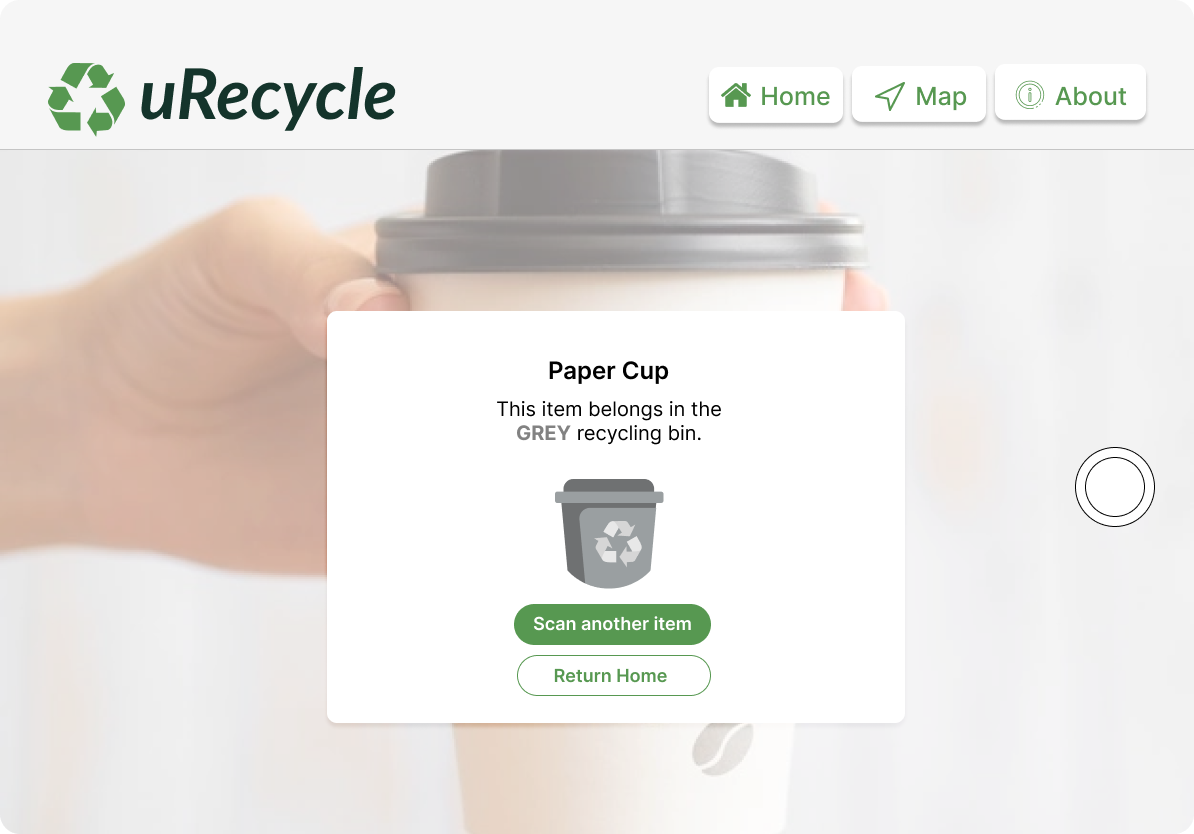 uRecycle
Home
Map
About
Paper Cup
This item belongs in the
GREY recycling bin.
Scan another item
Return Home